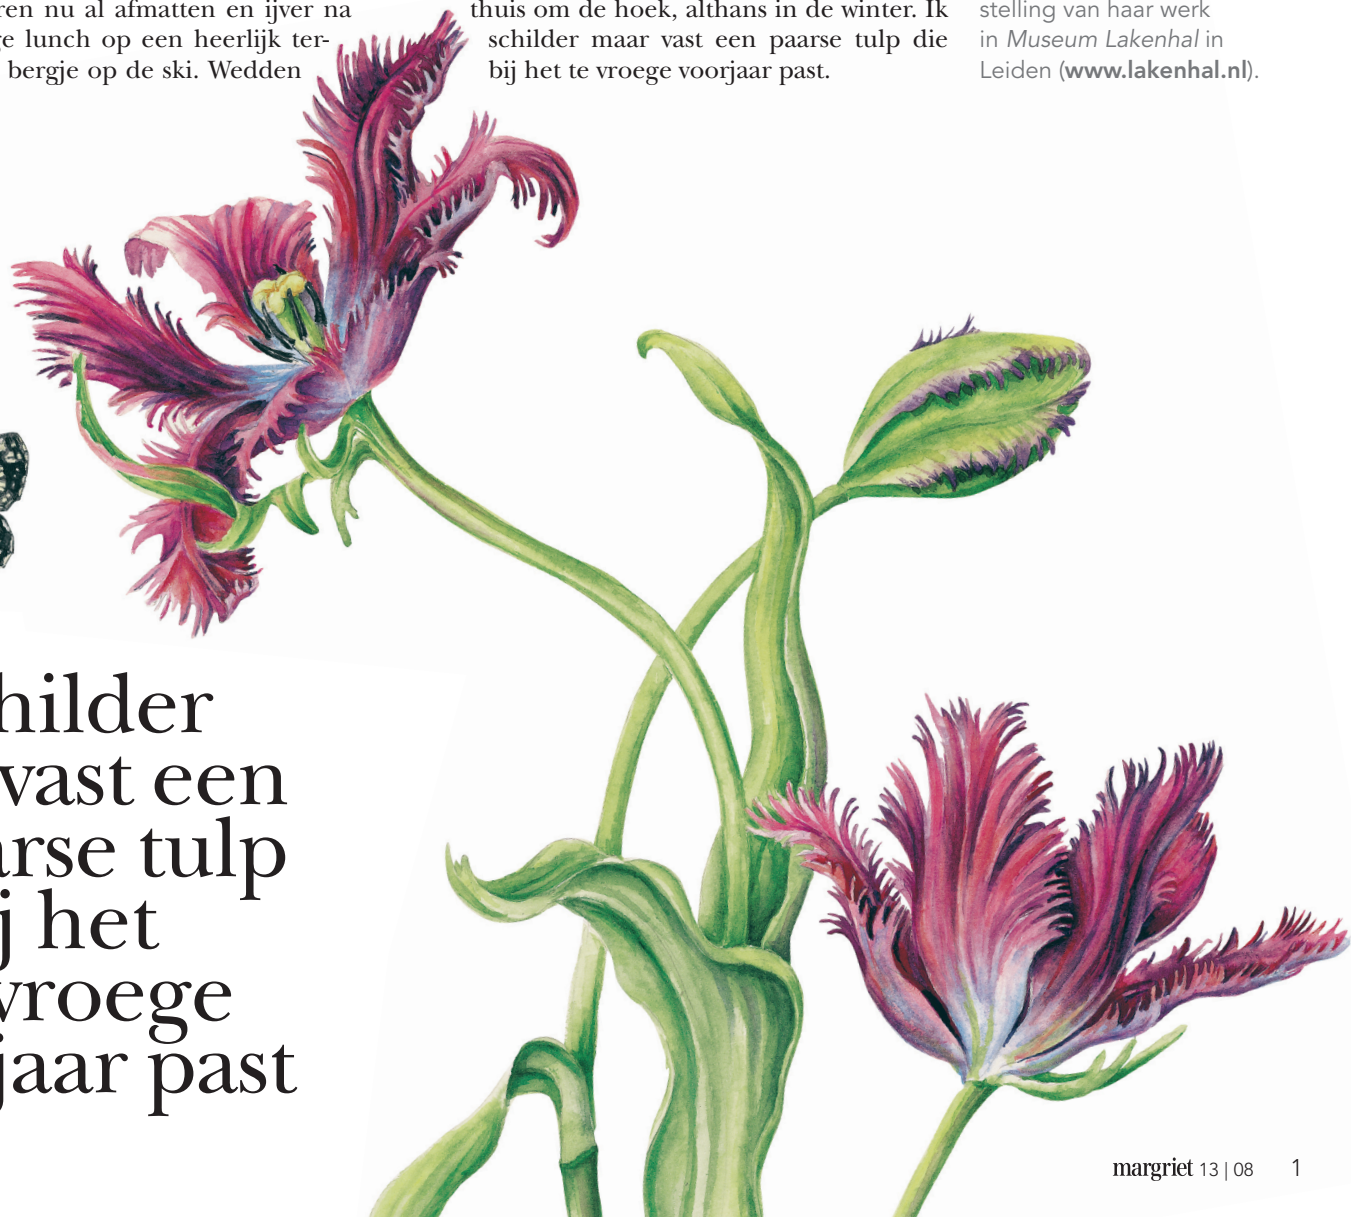 ren nu al afmatten en ijver na
ge lunch op een heerlijk ter-
bergje op de ski. Wedden
thuis om de hoek, althans in de winter. Ik
schilder maar vast een paarse tulp die
bij het te vroege voorjaar past.
stelling van haar werk
in Museum Lakenhal in
Leiden (www.lakenhal.nl).
hilder
vast een
arse tulp
ij het
vroege
jaar past
margriet 13 | 08 1